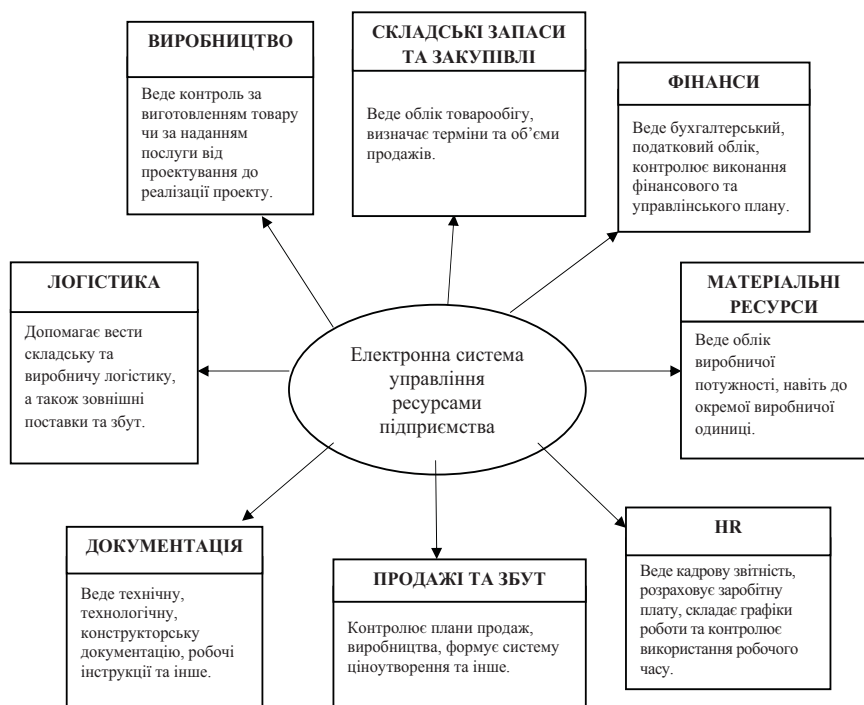 ВИРОБНИЦТВО
Веде контроль за
виготовленням товару
чи за наданням
послуги від
проектування до
реалізації проекту.
СКЛАДСЬКІ ЗАПАСИ
ТА ЗАКУПІВЛІ
Веде облік товарообігу,
визначає терміни та об’єми
продажів.
ФІНАНСИ
Веде бухгалтерський,
податковий облік,
контролює виконання
фінансового та
управлінського плану.
ЛОГІСТИКА
Допомагає вести
складську та
виробничу логістику,
а також зовнішні
поставки та збут.
Електронна система
управління
ресурсами
підприємства
МАТЕРІАЛЬНІ
РЕСУРСИ
Веде облік
виробничої
потужності, навіть до
окремої виробничої
одиниці.
ДОКУМЕНТАЦІЯ
Веде технічну,
технологічну,
конструкторську
документацію, робочі
інструкції та інше.
ПРОДАЖІ ТА ЗБУТ
Контролює плани продаж,
виробництва, формує систему
ціноутворення та інше.
HR
Веде кадрову звітність,
розраховує заробітну
плату, складає графіки
роботи та контролює
використання робочого
часу.